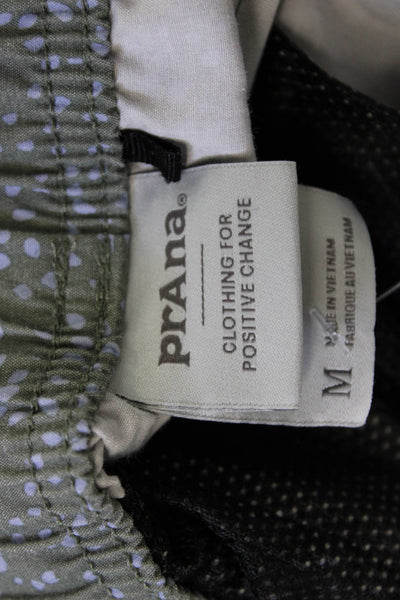 prAna®
CLOTHING FOR
POSITIVE CHANGE
MADE IN VIETNAM
FABRIQUE AU VIETNAM
M